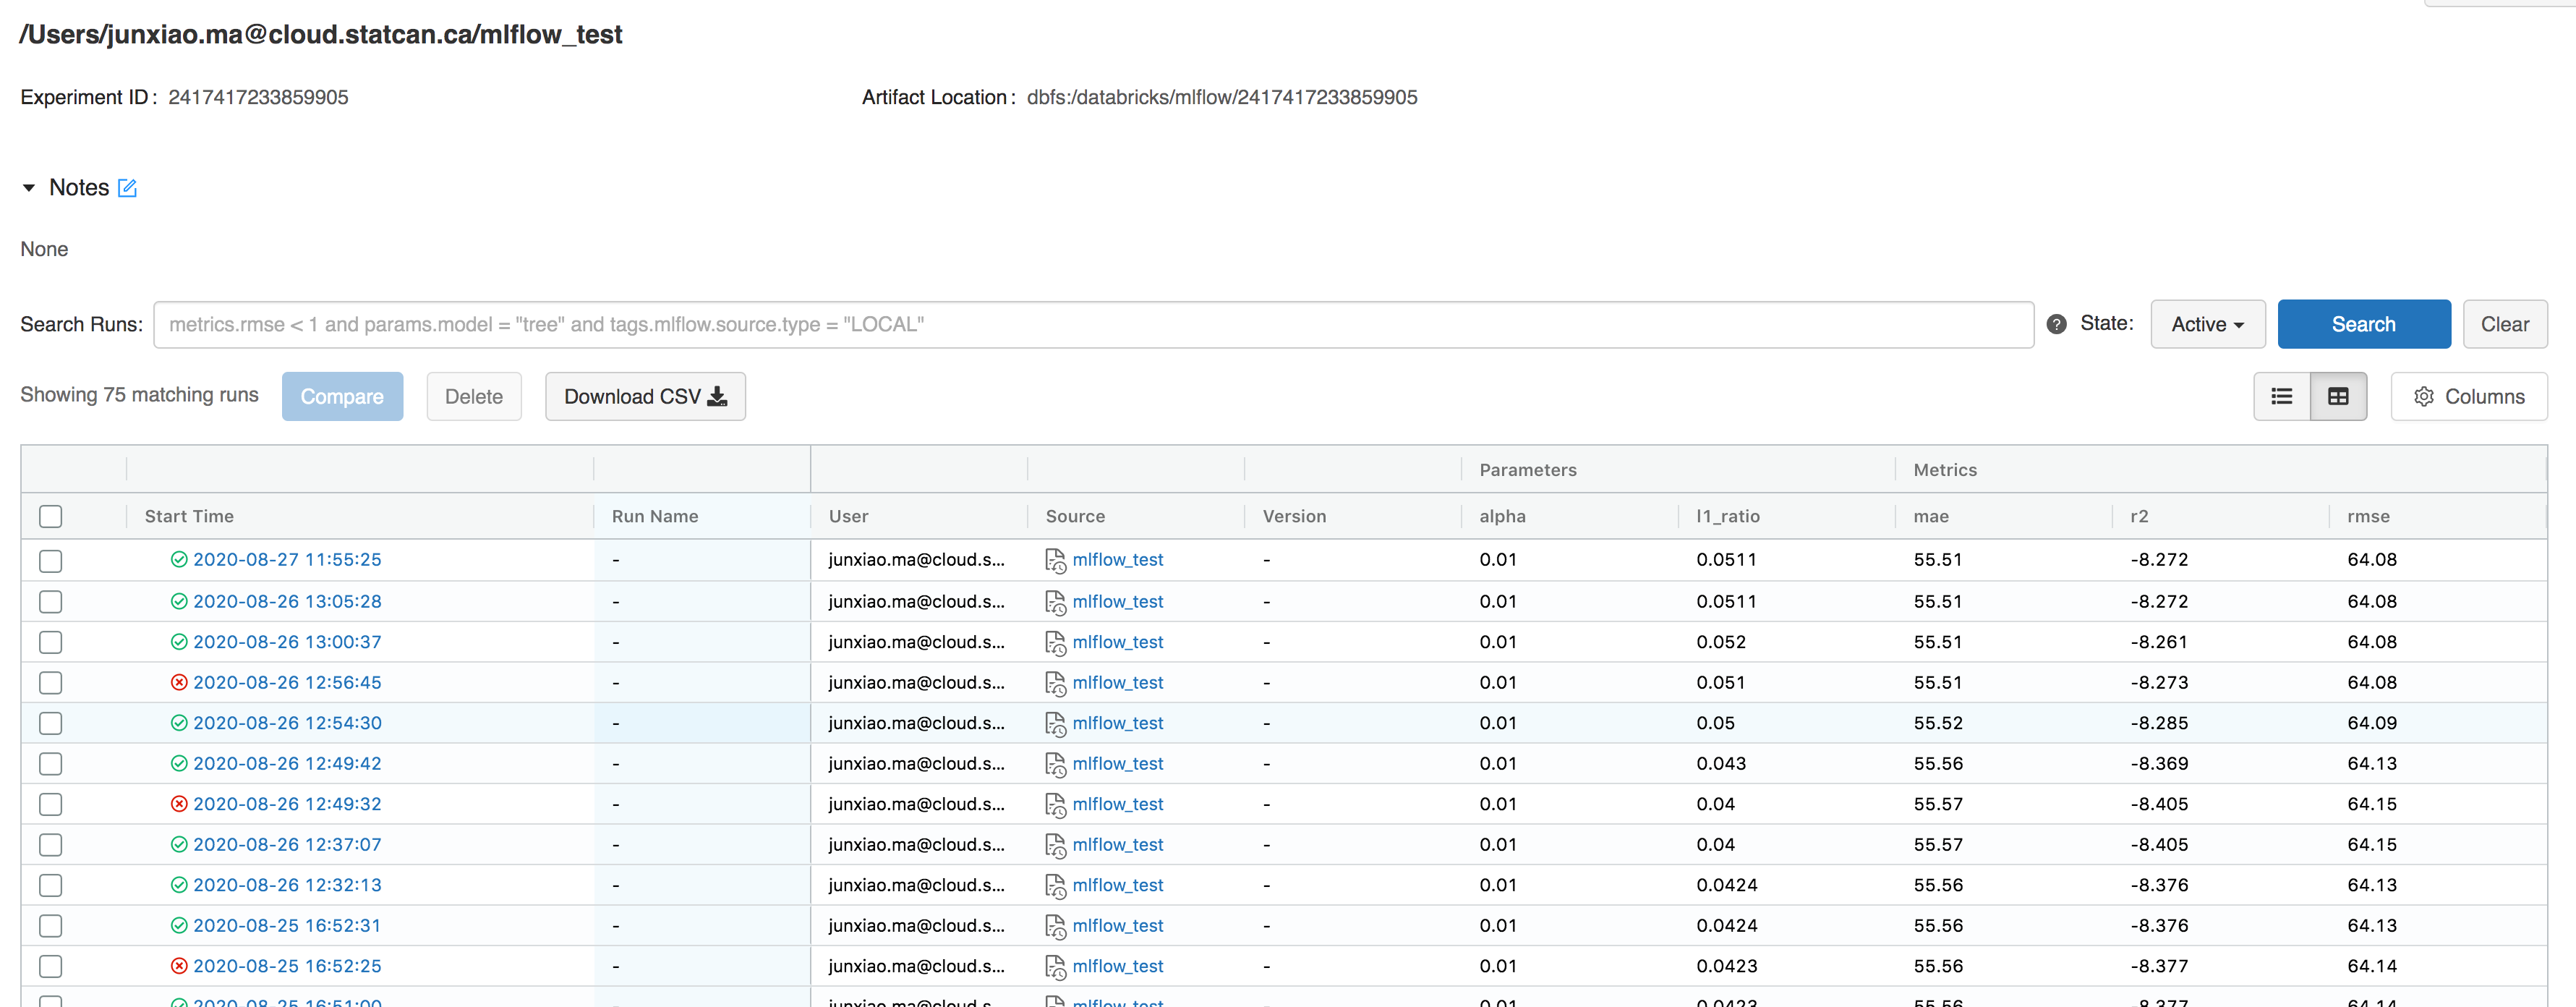 /Users/junxiao.ma@cloud.statcan.ca/mlflow_test
Experiment ID: 2417417233859905 Artifact Location: dbfs:/databricks/mlflow/2417417233859905
Notes
None
Search Runs: metrics.rmse < 1 and params.model = "tree" and tags.mlflow.source.type = "LOCAL" ? State: Active Search Clear
Showing 75 matching runs Compare Delete Download CSV Columns
Parameters Metrics
Start Time Run Name User Source Version alpha l1_ratio mae r2 rmse
2020-08-27 11:55:25 - junxiao.ma@cloud.s... mlflow_test - 0.01 0.0511 55.51 -8.272 64.08
2020-08-26 13:05:28 - junxiao.ma@cloud.s... mlflow_test - 0.01 0.0511 55.51 -8.272 64.08
2020-08-26 13:00:37 - junxiao.ma@cloud.s... mlflow_test - 0.01 0.052 55.51 -8.261 64.08
2020-08-26 12:56:45 - junxiao.ma@cloud.s... mlflow_test - 0.01 0.051 55.51 -8.273 64.08
2020-08-26 12:54:30 - junxiao.ma@cloud.s... mlflow_test - 0.01 0.05 55.52 -8.285 64.09
2020-08-26 12:49:42 - junxiao.ma@cloud.s... mlflow_test - 0.01 0.043 55.56 -8.369 64.13
2020-08-26 12:49:32 - junxiao.ma@cloud.s... mlflow_test - 0.01 0.04 55.57 -8.405 64.15
2020-08-26 12:37:07 - junxiao.ma@cloud.s... mlflow_test - 0.01 0.04 55.57 -8.405 64.15
2020-08-26 12:32:13 - junxiao.ma@cloud.s... mlflow_test - 0.01 0.0424 55.56 -8.376 64.13
2020-08-25 16:52:31 - junxiao.ma@cloud.s... mlflow_test - 0.01 0.0424 55.56 -8.376 64.13
2020-08-25 16:52:25 - junxiao.ma@cloud.s... mlflow_test - 0.01 0.0423 55.56 -8.377 64.14
2020-08-25 16:51:00 - junxiao.ma@cloud.s... mlflow_test - 0.01 0.0423 55.56 -8.377 64.14